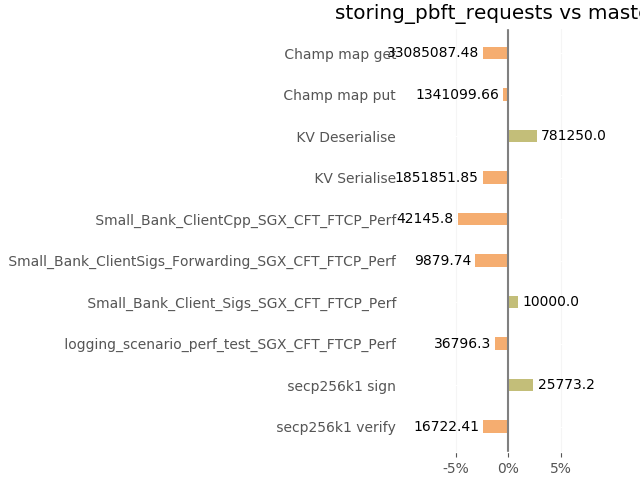 storing_pbft_requests vs maste
Champ map get 33085087.48
Champ map put 1341099.66
KV Deserialise 781250.0
KV Serialise 1851851.85
Small_Bank_ClientCpp_SGX_CFT_FTCP_Perf 42145.8
Small_Bank_ClientSigs_Forwarding_SGX_CFT_FTCP_Perf 9879.74
Small_Bank_Client_Sigs_SGX_CFT_FTCP_Perf 10000.0
logging_scenario_perf_test_SGX_CFT_FTCP_Perf 36796.3
secp256k1 sign 25773.2
secp256k1 verify 16722.41
-5% 0% 5%